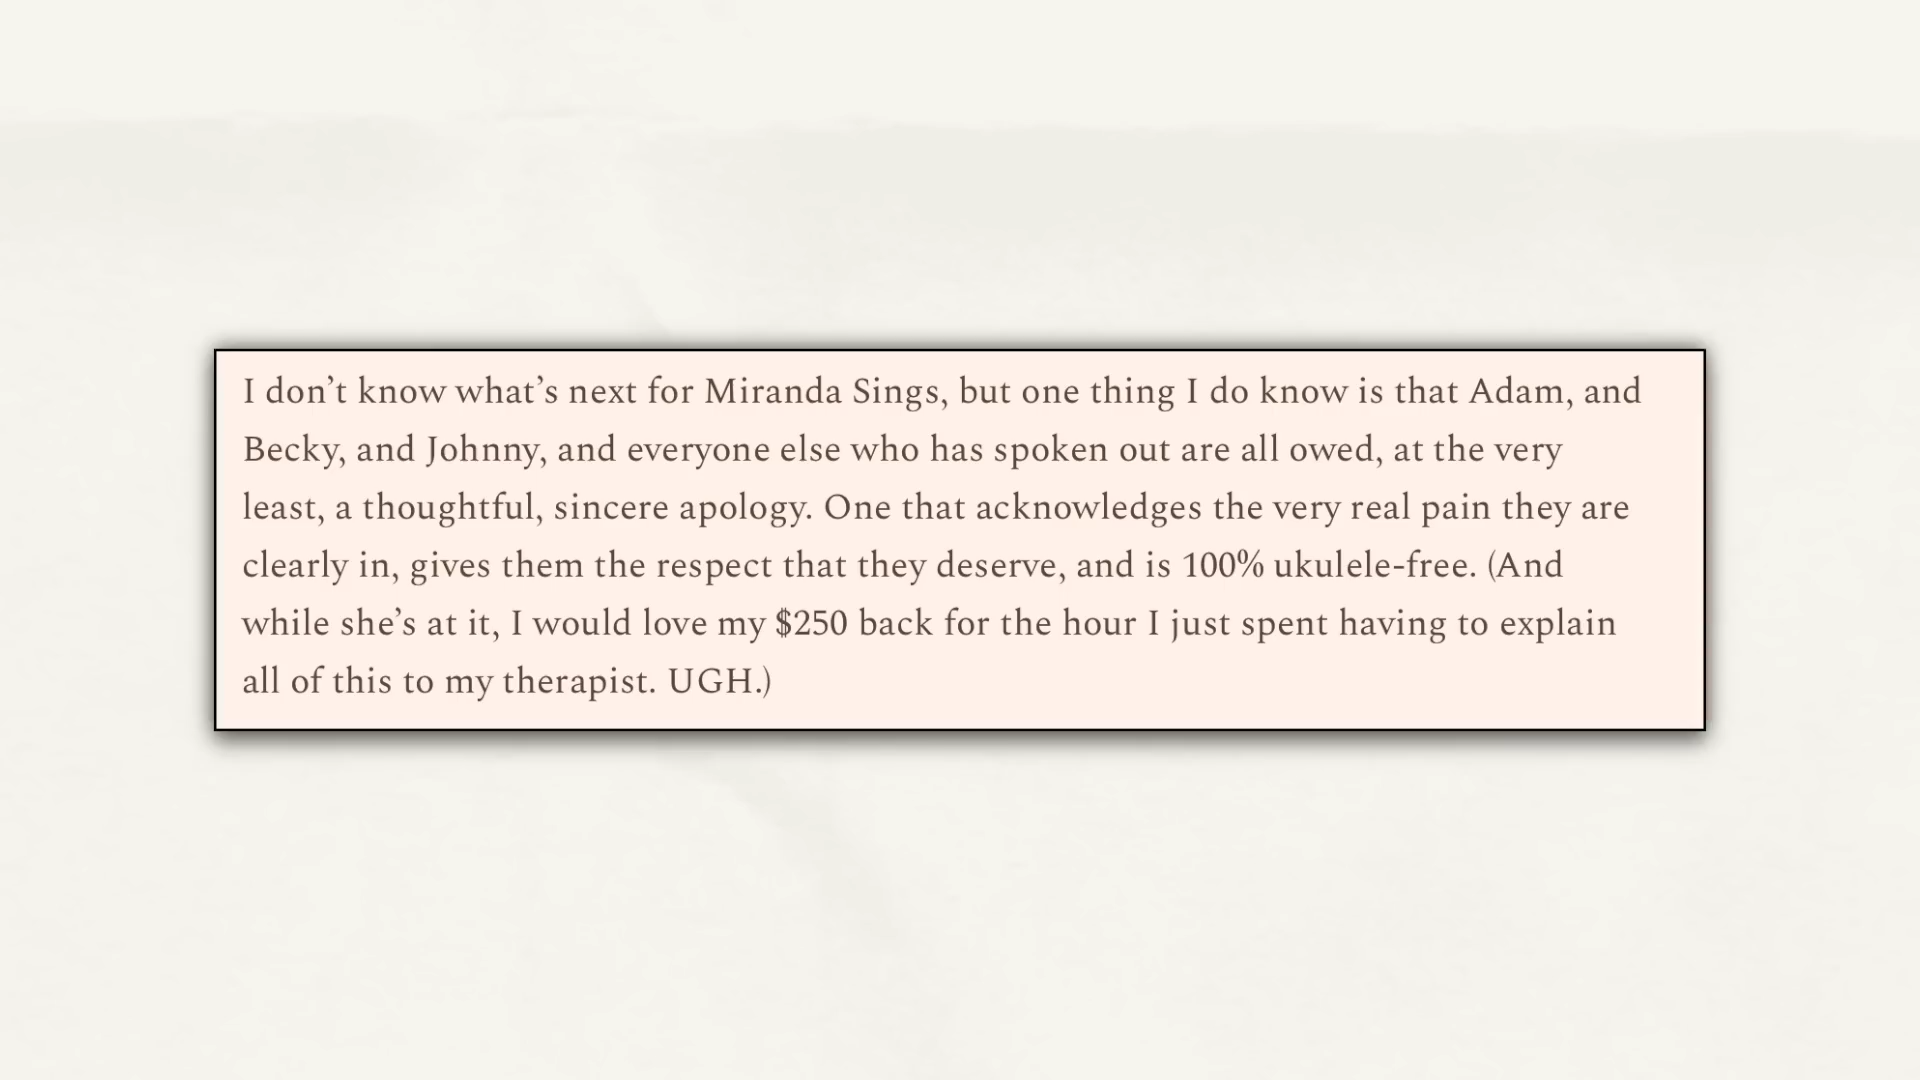 I don’t know what’s next for Miranda Sings, but one thing I do know is that Adam, and
Becky, and Johnny, and everyone else who has spoken out are all owed, at the very
least, a thoughtful, sincere apology. One that acknowledges the very real pain they are
clearly in, gives them the respect that they deserve, and is 100% ukulele-free. (And
while she’s at it, I would love my $250 back for the hour I just spent having to explain
all of this to my therapist. UGH.)